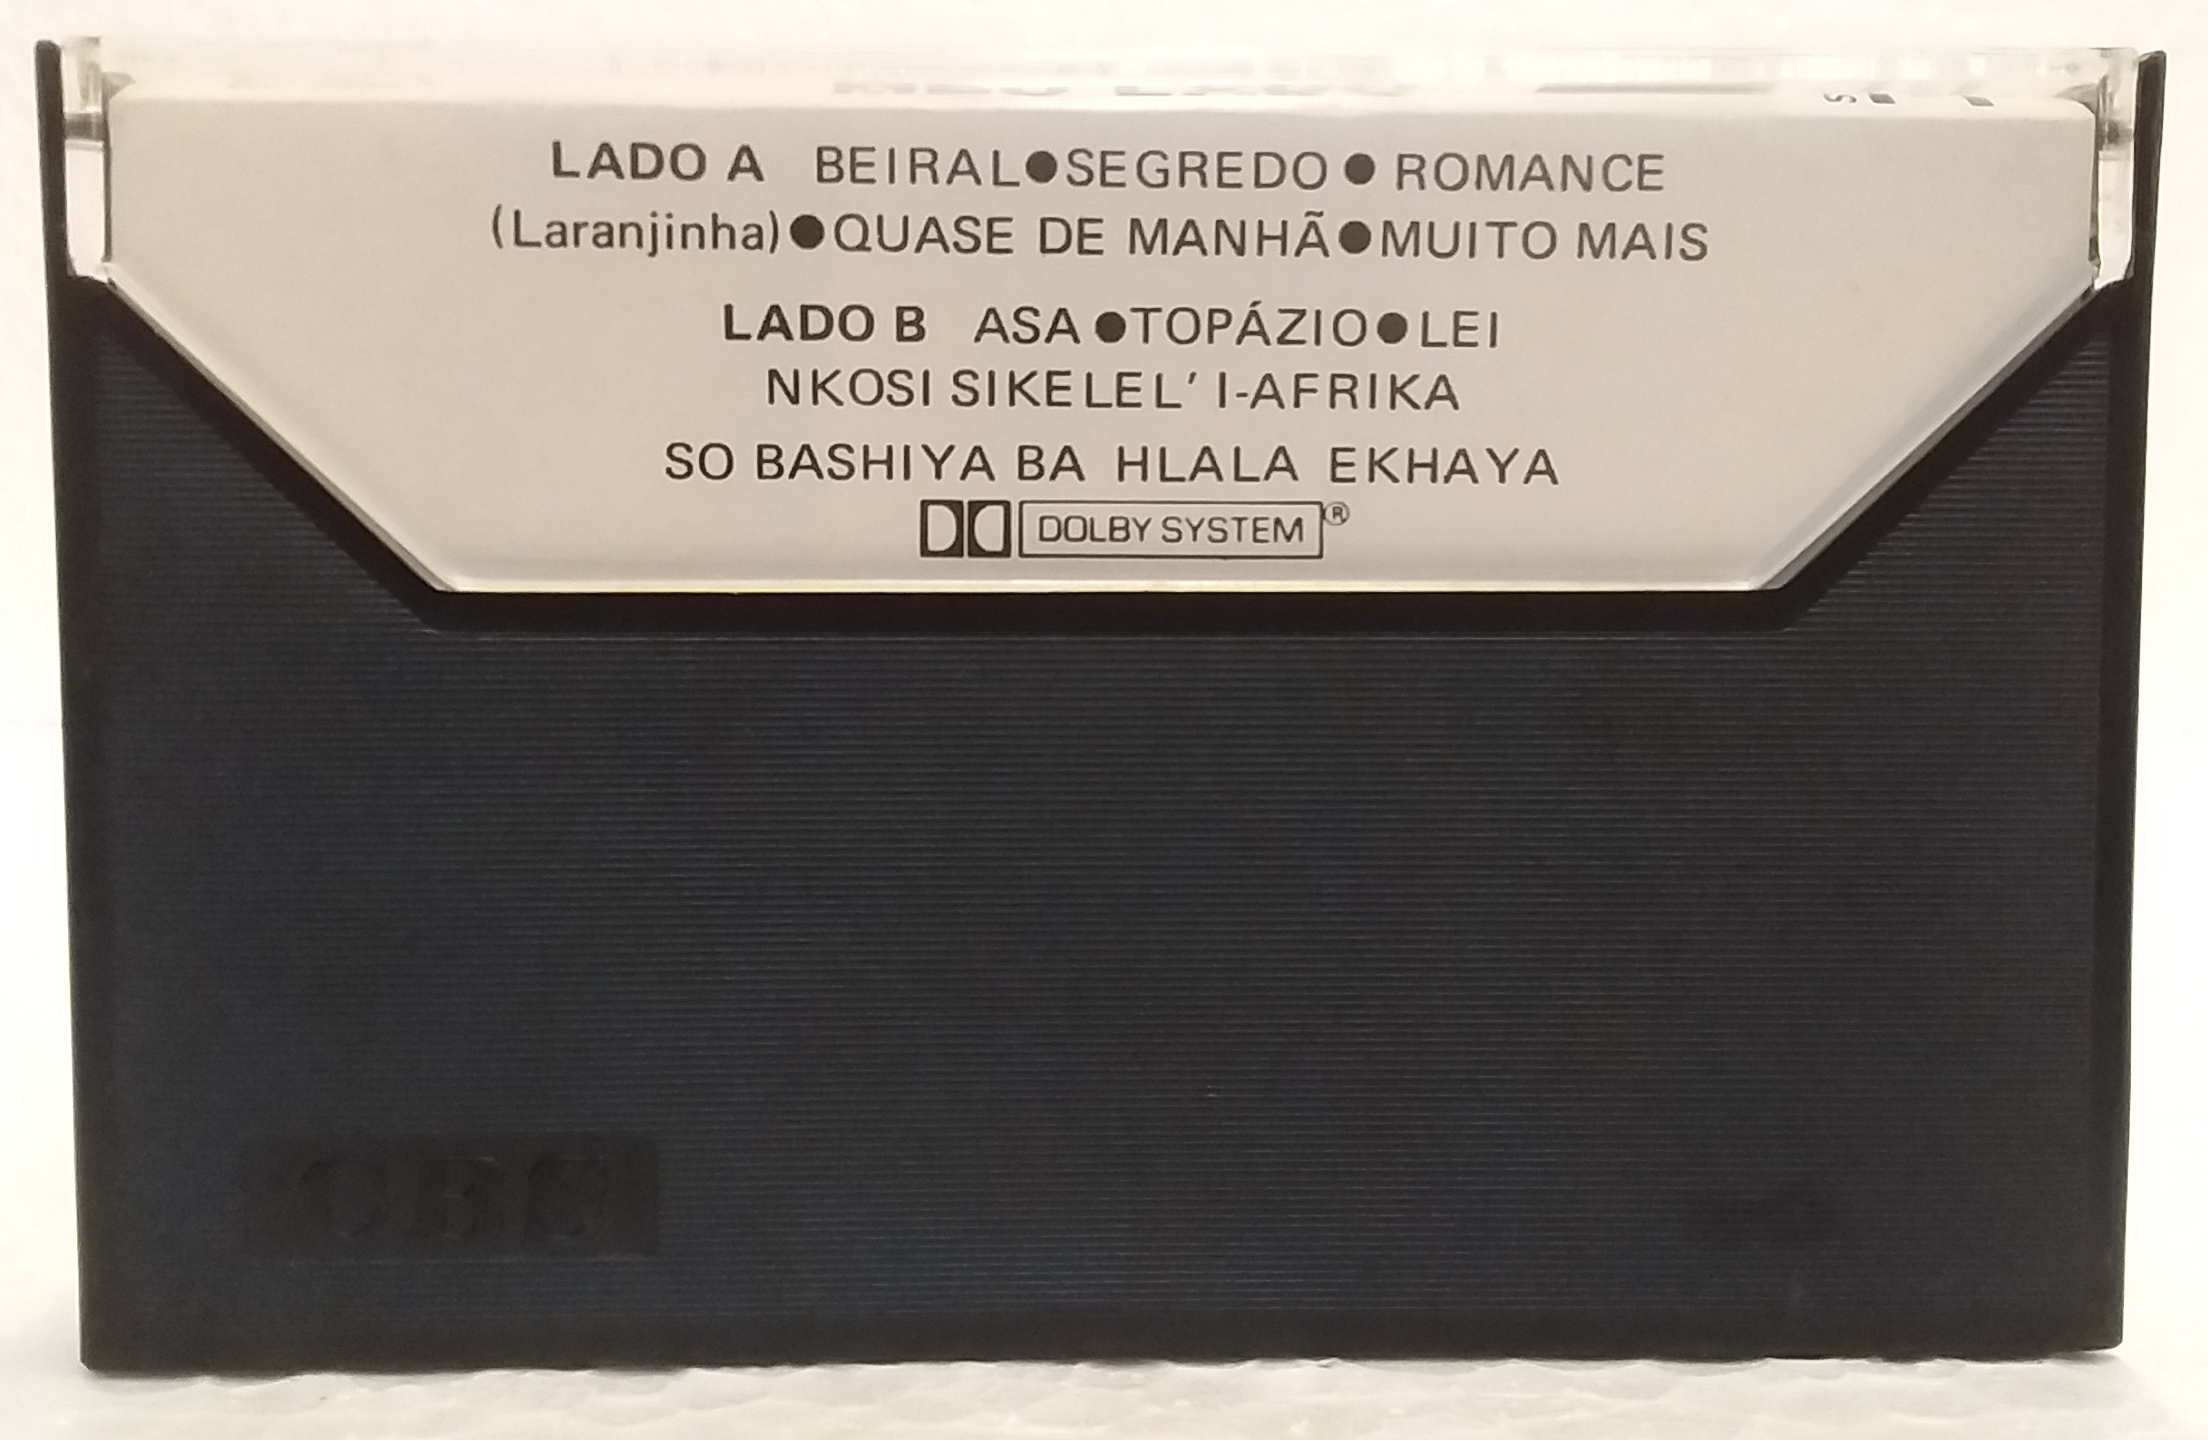 LADO A BEIRAL●SEGREDO●ROMANCE
(Laranjinha)●QUASE DE MANHÃ●MUITO MAIS
LADO B ASA●TOPÁZIO●LEI
NKOSI SIKELEL' I-AFRIKA
SO BASHIYA BA HLALA EKHAYA
DOLBY SYSTEM®
CBS